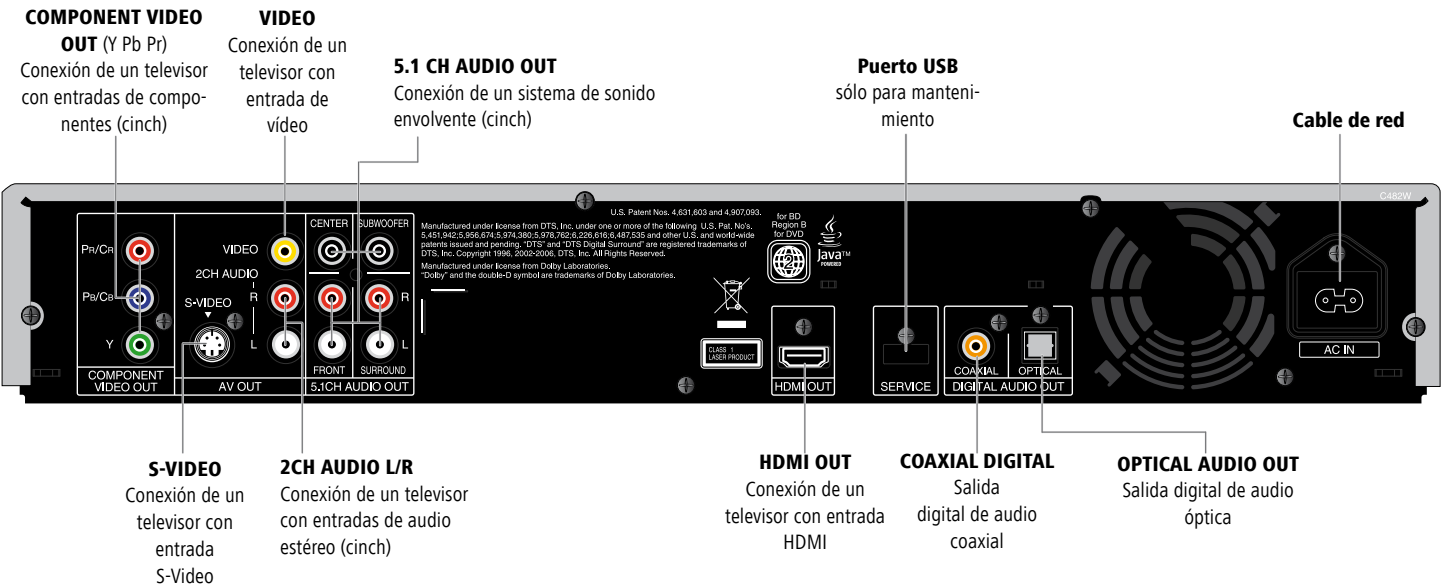 COMPONENT VIDEO
OUT (Y Pb Pr)
Conexión de un televisor
con entradas de compo-
nentes (cinch)
VIDEO
Conexión de un
televisor con
entrada de
vídeo
5.1 CH AUDIO OUT
Conexión de un sistema de sonido
envolvente (cinch)
Puerto USB
sólo para manteni-
miento
Cable de red
C482W
PR/CR
PB/CB
Y
COMPONENT
VIDEO OUT
VIDEO
2CH AUDIO
S-VIDEO
R
L
AV OUT
CENTER
SUBWOOFER
R
L
FRONT
SURROUND
5.1CH AUDIO OUT
U.S. Patent Nos. 4,631,603 and 4,907,093.
Manufactured under license from DTS, Inc. under one or more of the following U.S. Pat. No's.
5,451,942;5,956,674;5,974,380;5,978,762;6,226,616;6,487,535 and other U.S. and world-wide
patents issued and pending. "DTS" and "DTS Digital Surround" are registered trademarks of
DTS, Inc. Copyright 1996, 2002-2006, DTS, Inc. All Rights Reserved.
Manufactured under license from Dolby Laboratories.
"Dolby" and the double-D symbol are trademarks of Dolby Laboratories.
for BD
Region B
for DVD
2
Java™
POWERED
CLASS 1
LASER PRODUCT
HDMI OUT
SERVICE
COAXIAL
OPTICAL
DIGITAL AUDIO OUT
AC IN
S-VIDEO
Conexión de un
televisor con
entrada
S-Video
2CH AUDIO L/R
Conexión de un televisor
con entradas de audio
estéreo (cinch)
HDMI OUT
Conexión de un
televisor con entrada
HDMI
COAXIAL DIGITAL
Salida
digital de audio
coaxial
OPTICAL AUDIO OUT
Salida digital de audio
óptica